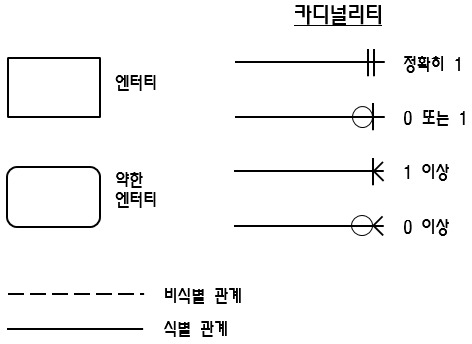 카디널리티
정확히 1
엔터티
0 또는 1
약한
엔터티
1 이상
0 이상
비식별 관계
식별 관계